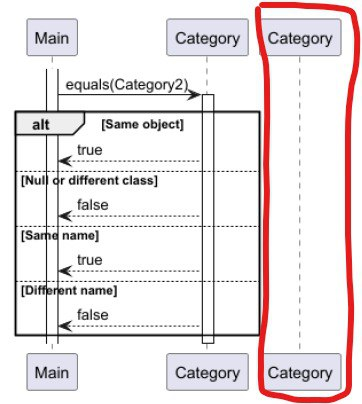 Main Category Category
equals(Category2)
alt [Same object]
true
[Null or different class]
false
[Same name]
true
[Different name]
false
Main Category Category